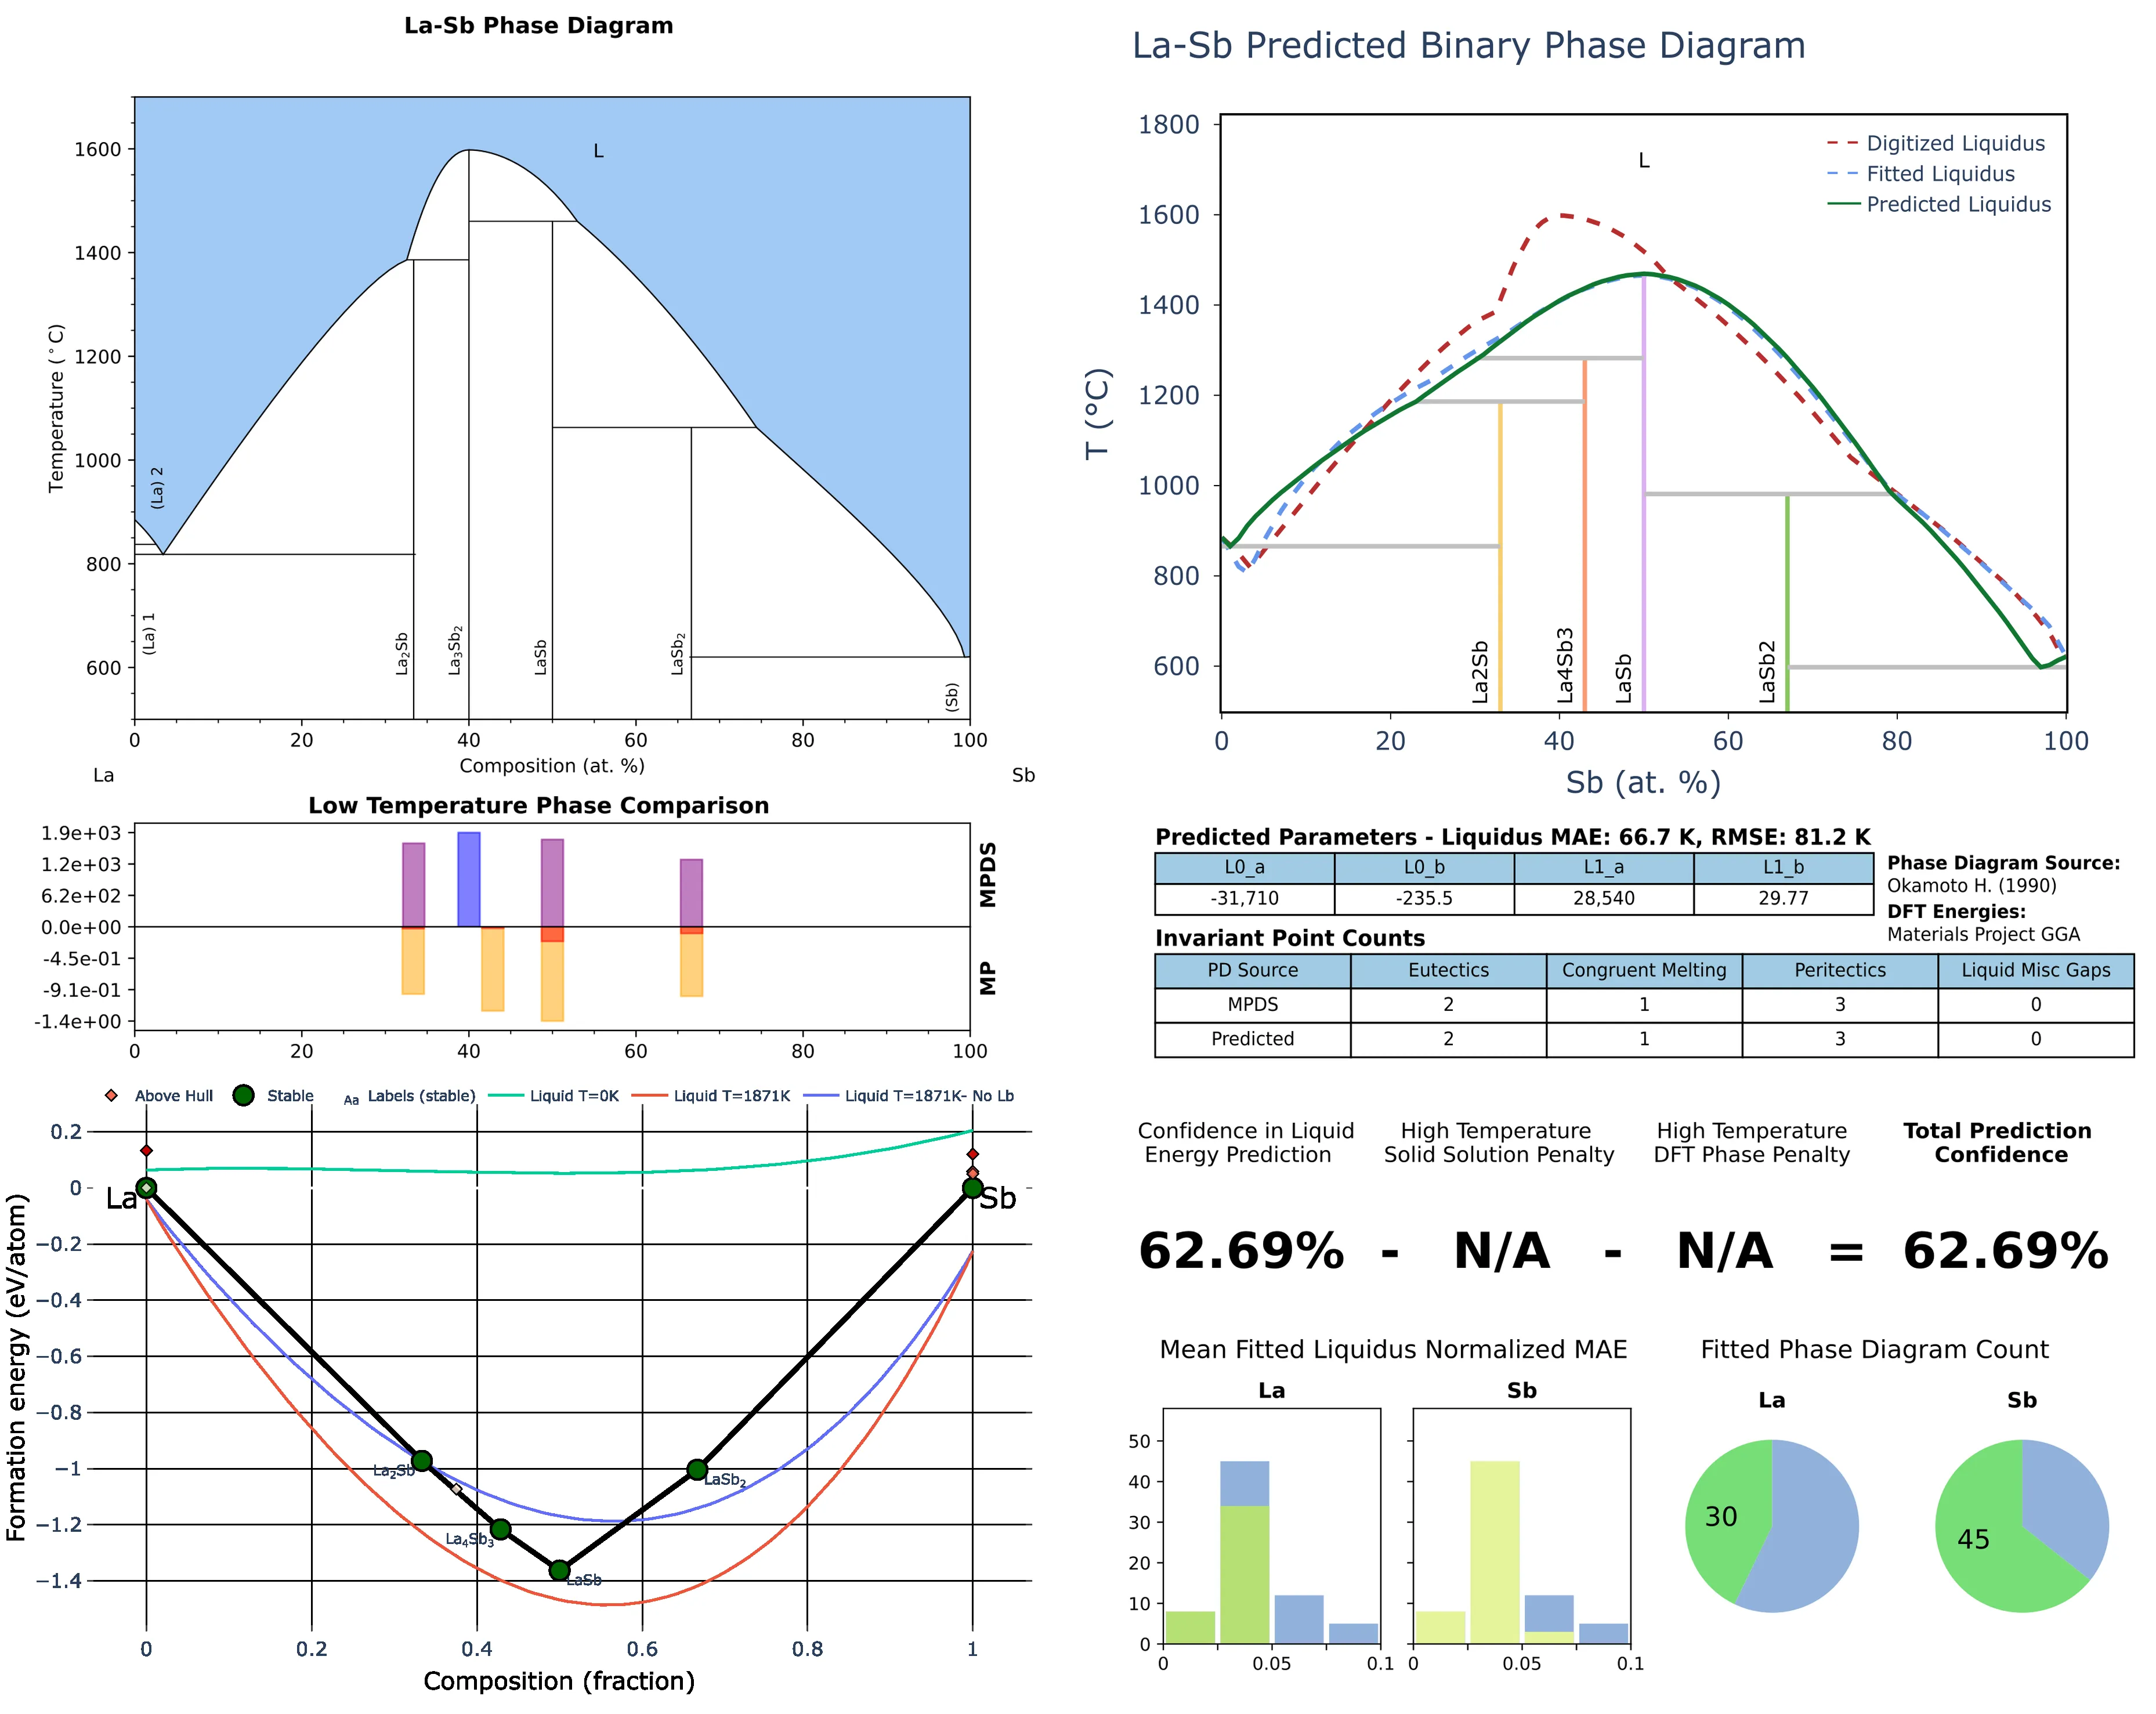 La-Sb Phase Diagram
1600
1400
1200
1000
800
600
Temperature (°C)
L
(La) 2
(La) 1
La₂Sb
La₃Sb₂
LaSb
LaSb₂
(Sb)
0 20 40 60 80 100
Composition (at. %)
La Sb
La-Sb Predicted Binary Phase Diagram
1800
1600
1400
1200
1000
800
600
T (°C)
L
Digitized Liquidus
Fitted Liquidus
Predicted Liquidus
La2Sb
La4Sb3
LaSb
LaSb2
0 20 40 60 80 100
Sb (at. %)
Low Temperature Phase Comparison
1.9e+03
1.2e+03
6.2e+02
0.0e+00
-4.5e-01
-9.1e-01
-1.4e+00
MPDS
MP
0 20 40 60 80 100
Predicted Parameters - Liquidus MAE: 66.7 K, RMSE: 81.2 K
L0_a L0_b L1_a L1_b
-31,710 -235.5 28,540 29.77
Phase Diagram Source:
Okamoto H. (1990)
DFT Energies:
Materials Project GGA
Invariant Point Counts
PD Source Eutectics Congruent Melting Peritectics Liquid Misc Gaps
MPDS 2 1 3 0
Predicted 2 1 3 0
Above Hull Stable Aa Labels (stable) Liquid T=0K Liquid T=1871K Liquid T=1871K- No Lb
0.2
0
−0.2
−0.4
−0.6
−0.8
−1
−1.2
−1.4
Formation energy (eV/atom)
La
Sb
La₂Sb
La₄Sb₃
LaSb
LaSb₂
0 0.2 0.4 0.6 0.8 1
Composition (fraction)
Confidence in Liquid
Energy Prediction
High Temperature
Solid Solution Penalty
High Temperature
DFT Phase Penalty
Total Prediction
Confidence
62.69% - N/A - N/A = 62.69%
Mean Fitted Liquidus Normalized MAE
La
Sb
50
40
30
20
10
0
0 0.05 0.1
0 0.05 0.1
Fitted Phase Diagram Count
La
Sb
30
45